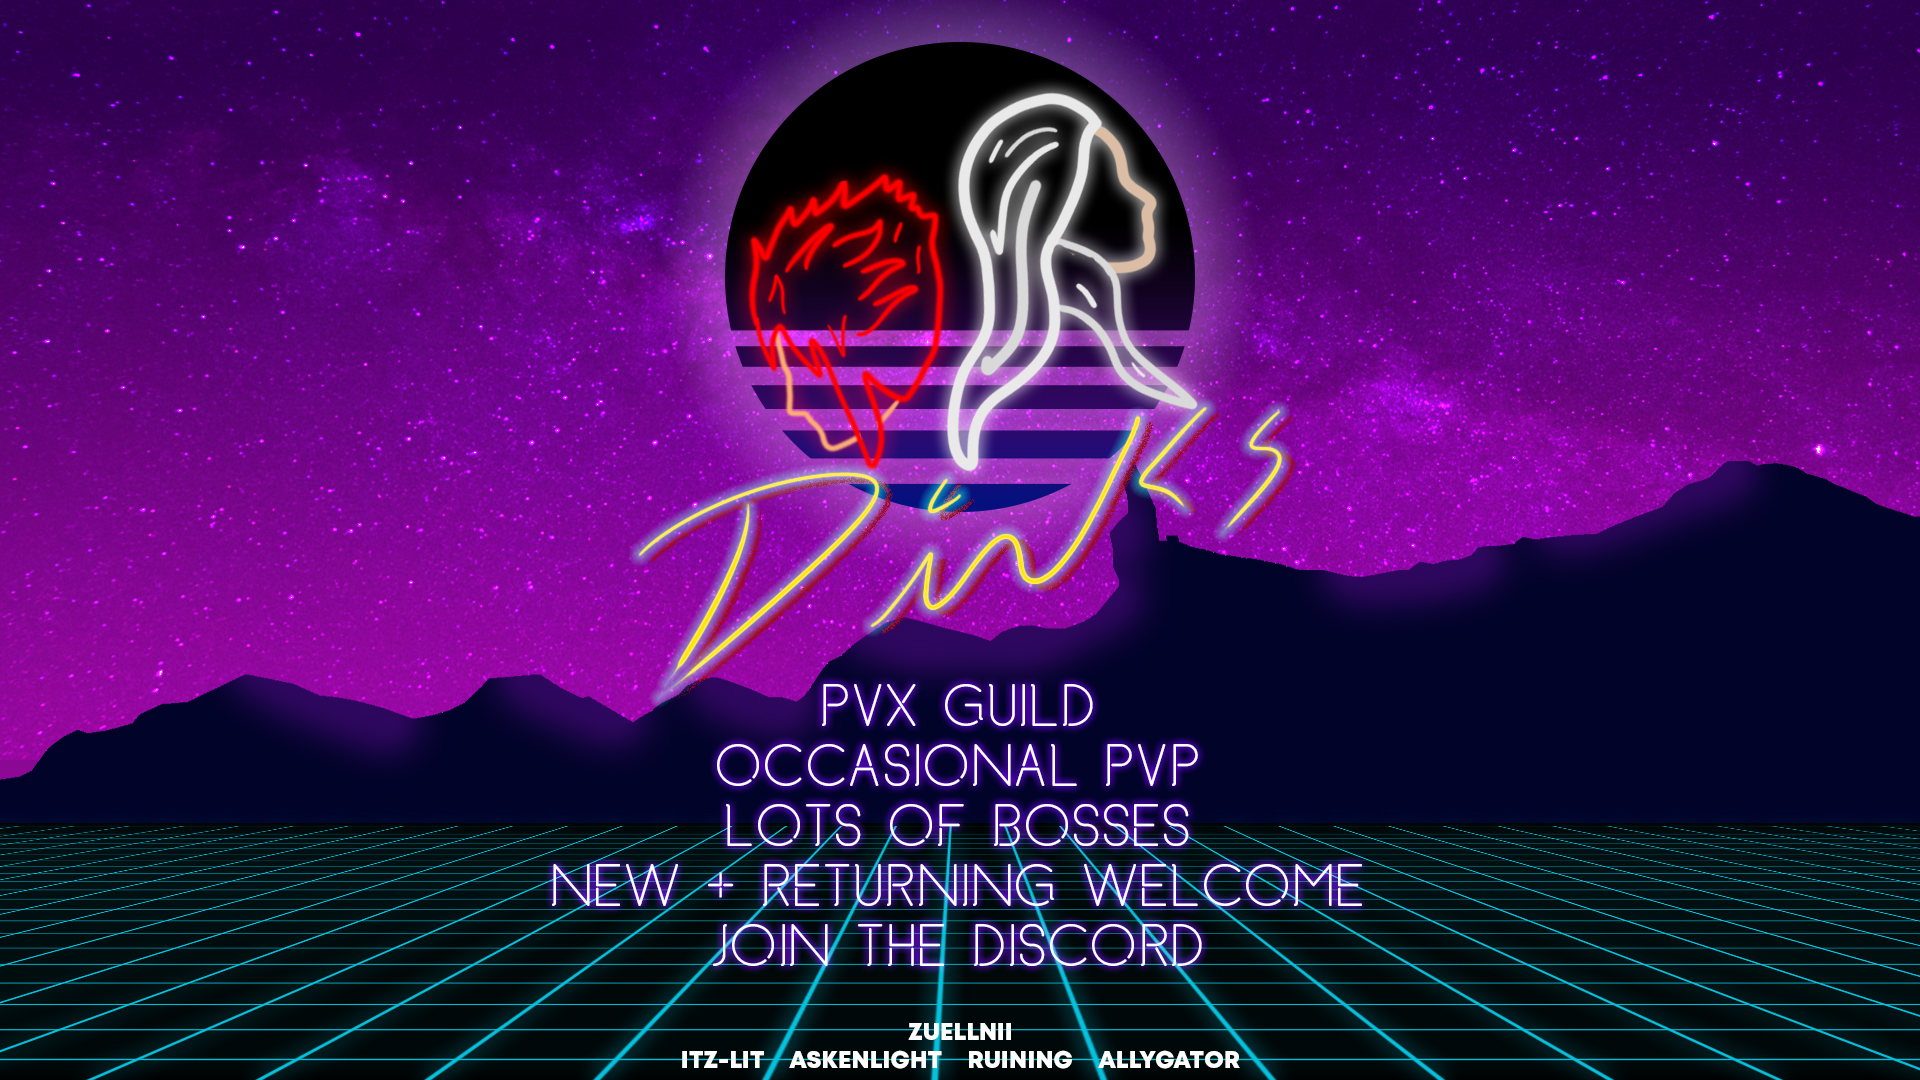 Dinks
PVX GUILD
OCCASIONAL PVP
LOTS OF BOSSES
NEW + RETURNING WELCOME
JOIN THE DISCORD
ZUELLNII
ITZ-LIT ASKENLIGHT RUINING ALLYGATOR